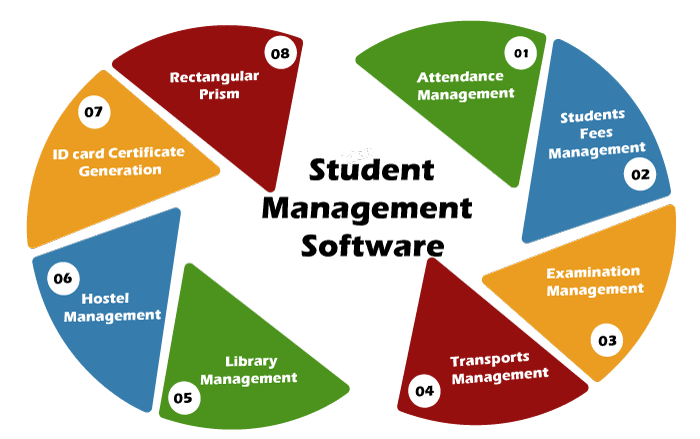 Student
Management
Software
01
Attendance
Management
Students
Fees
Management
02
Examination
Management
03
Transports
Management
04
Library
Management
05
06
Hostel
Management
07
ID card Certificate
Generation
08
Rectangular
Prism